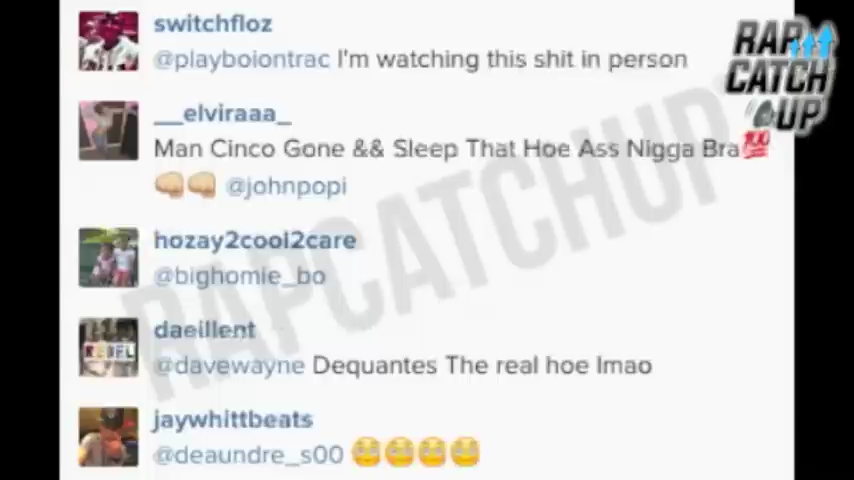 switchfloz
@playboiontrac I'm watching this shit in person
__elviraaa_
Man Cinco Gone && Sleep That Hoe Ass Nigga Bra💯
👊👊 @johnpopi
hozay2cool2care
@bighomie_bo
daeillent
@davewayne Dequantes The real hoe lmao
jaywhittbeats
@deaundre_s00
RAP
CATCH
UP
RAPCATCHUP
REBEL